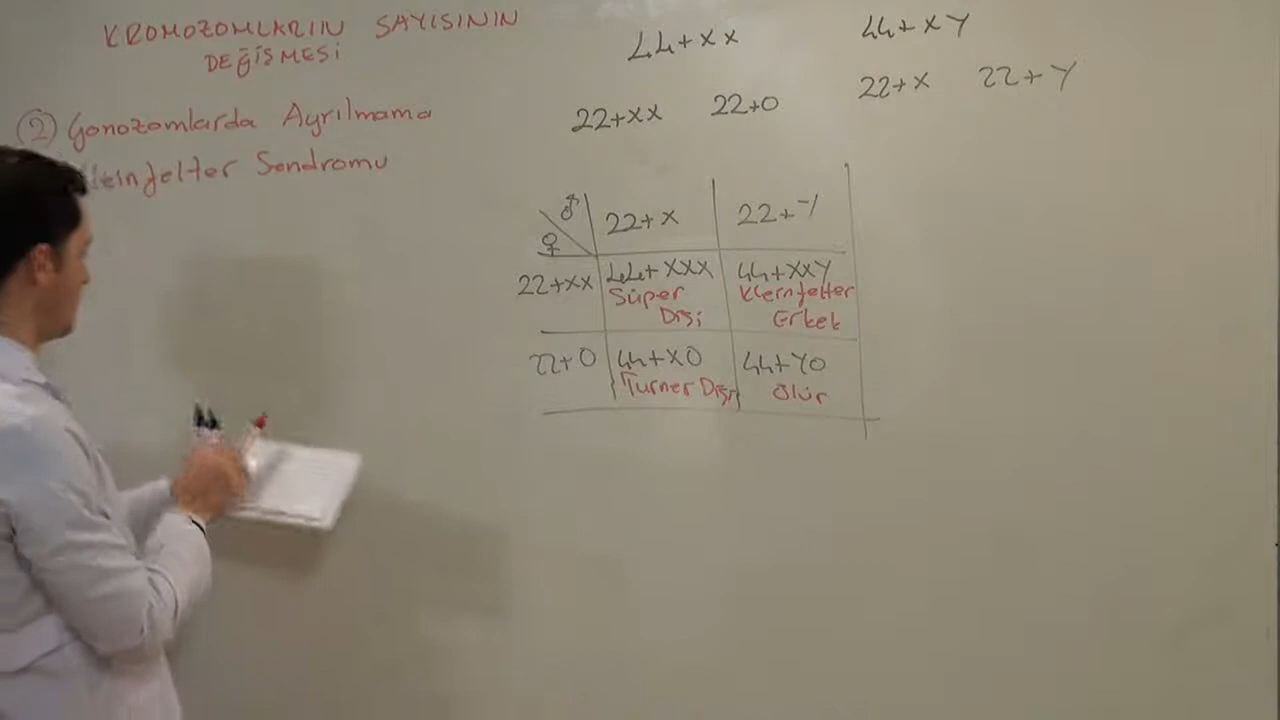 KROMOZOMLARIN SAYISININ
DEĞİŞMESİ
② Gonozomlarda Ayrılmama
Kleinfelter Sendromu
44+XX
44+XY
22+XX 22+0
22+X 22+Y
♂ 22+X 22+Y
♀
22+XX 44+XXX 44+XXY
Süper Dişi
Kleinfelter Erkek
22+0 44+X0 44+Y0
Turner Dişi
Ölür